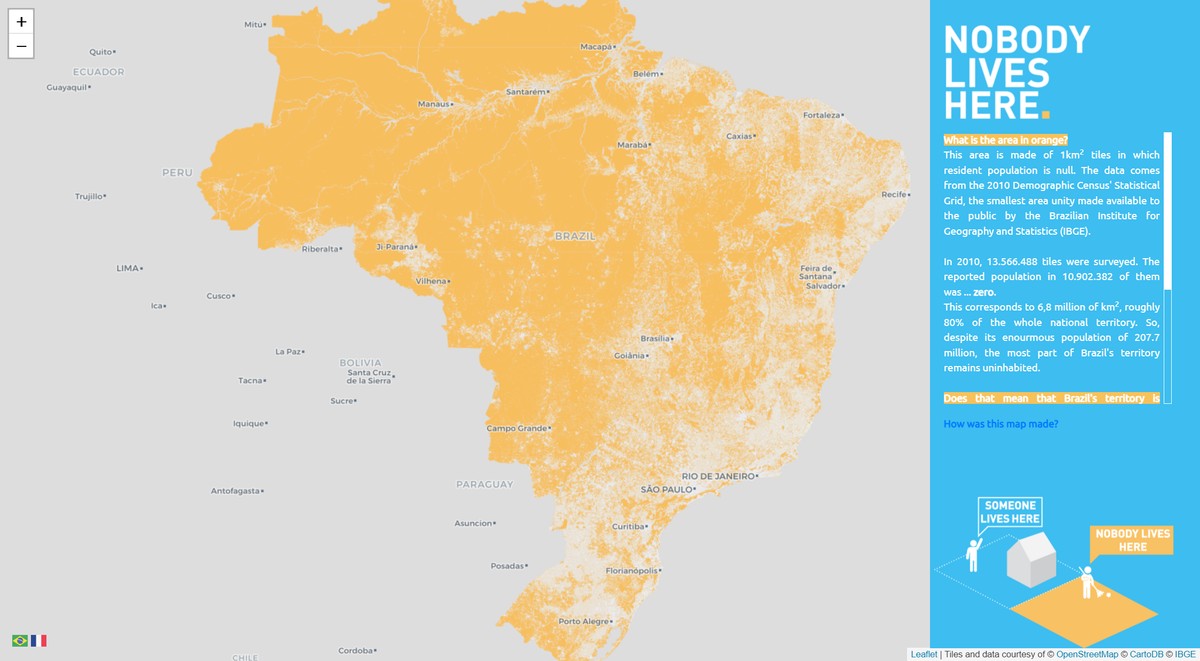 +
−
Mitú
Quito
ECUADOR
Guayaquil
Macapá
Belém
Santarém
Manaus
Fortaleza
Caxias
Marabá
PERU
Trujillo
Recife
BRAZIL
Riberalta
Ji-Paraná
LIMA
Vilhena
Feira de
Santana
Salvador
Cusco
Ica
Brasília
La Paz
Goiânia
BOLIVIA
Santa Cruz
de la Sierra
Tacna
Sucre
Iquique
Campo Grande
RIO DE JANEIRO
PARAGUAY
SÃO PAULO
Antofagasta
Asuncion
Curitiba
Posadas
Florianópolis
Porto Alegre
Cordoba
CHILE
NOBODY
LIVES
HERE.
What is the area in orange?
This area is made of 1km² tiles in which
resident population is null. The data comes
from the 2010 Demographic Census' Statistical
Grid, the smallest area unity made available to
the public by the Brazilian Institute for
Geography and Statistics (IBGE).
In 2010, 13.566.488 tiles were surveyed. The
reported population in 10.902.382 of them
was ... zero.
This corresponds to 6,8 million of km², roughly
80% of the whole national territory. So,
despite its enourmous population of 207.7
million, the most part of Brazil's territory
remains uninhabited.
Does that mean that Brazil's territory is
How was this map made?
SOMEONE
LIVES HERE
NOBODY LIVES
HERE
Leaflet | Tiles and data courtesy of © OpenStreetMap © CartoDB © IBGE